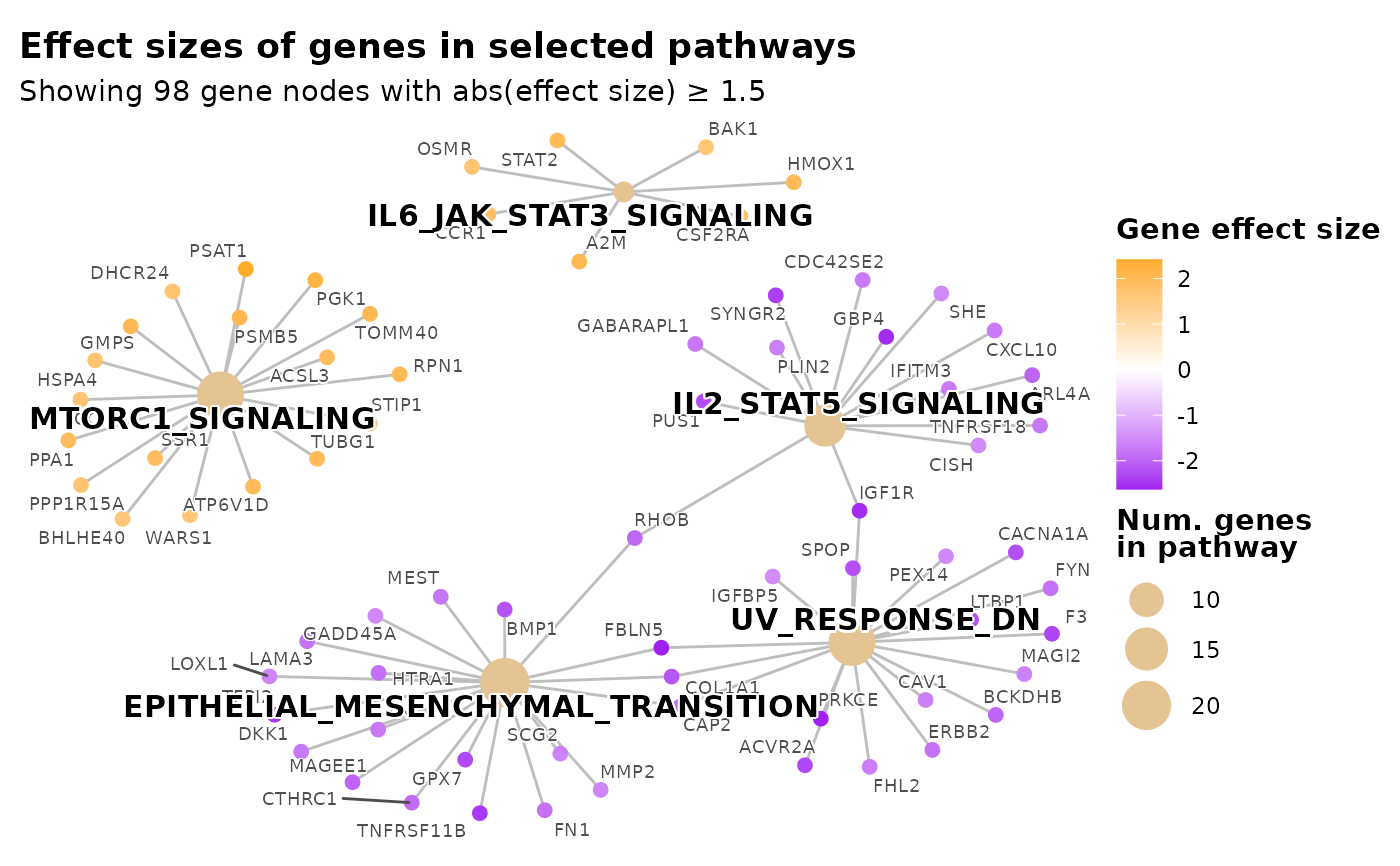 Effect sizes of genes in selected pathways
Showing 98 gene nodes with abs(effect size) ≥ 1.5
BAK1
OSMR
STAT2
HMOX1
IL6_JAK_STAT3_SIGNALING
CCR1
A2M
CSF2RA
PSAT1
DHCR24
PGK1
PSMB5
TOMM40
GMPS
ACSL3
RPN1
HSPA4
STIP1
MTORC1_SIGNALING
SSR1
TUBG1
PPA1
PPP1R15A
ATP6V1D
BHLHE40
WARS1
CDC42SE2
SYNGR2
GBP4
SHE
GABARAPL1
CXCL10
PLIN2
IFITM3
ARL4A
IL2_STAT5_SIGNALING
PUS1
TNFRSF18
CISH
IGF1R
RHOB
CACNA1A
SPOP
PEX14
FYN
IGFBP5
LTBP1
F3
UV_RESPONSE_DN
MAGI2
MEST
BMP1
FBLN5
GADD45A
LOXL1
LAMA3
HTRA1
COL1A1
PRKCE
CAV1
BCKDHB
EPITHELIAL_MESENCHYMAL_TRANSITION
CAP2
DKK1
SCG2
ACVR2A
ERBB2
MAGEE1
GPX7
MMP2
FHL2
CTHRC1
TNFRSF11B
FN1
Gene effect size
2
1
0
-1
-2
Num. genes
in pathway
10
15
20